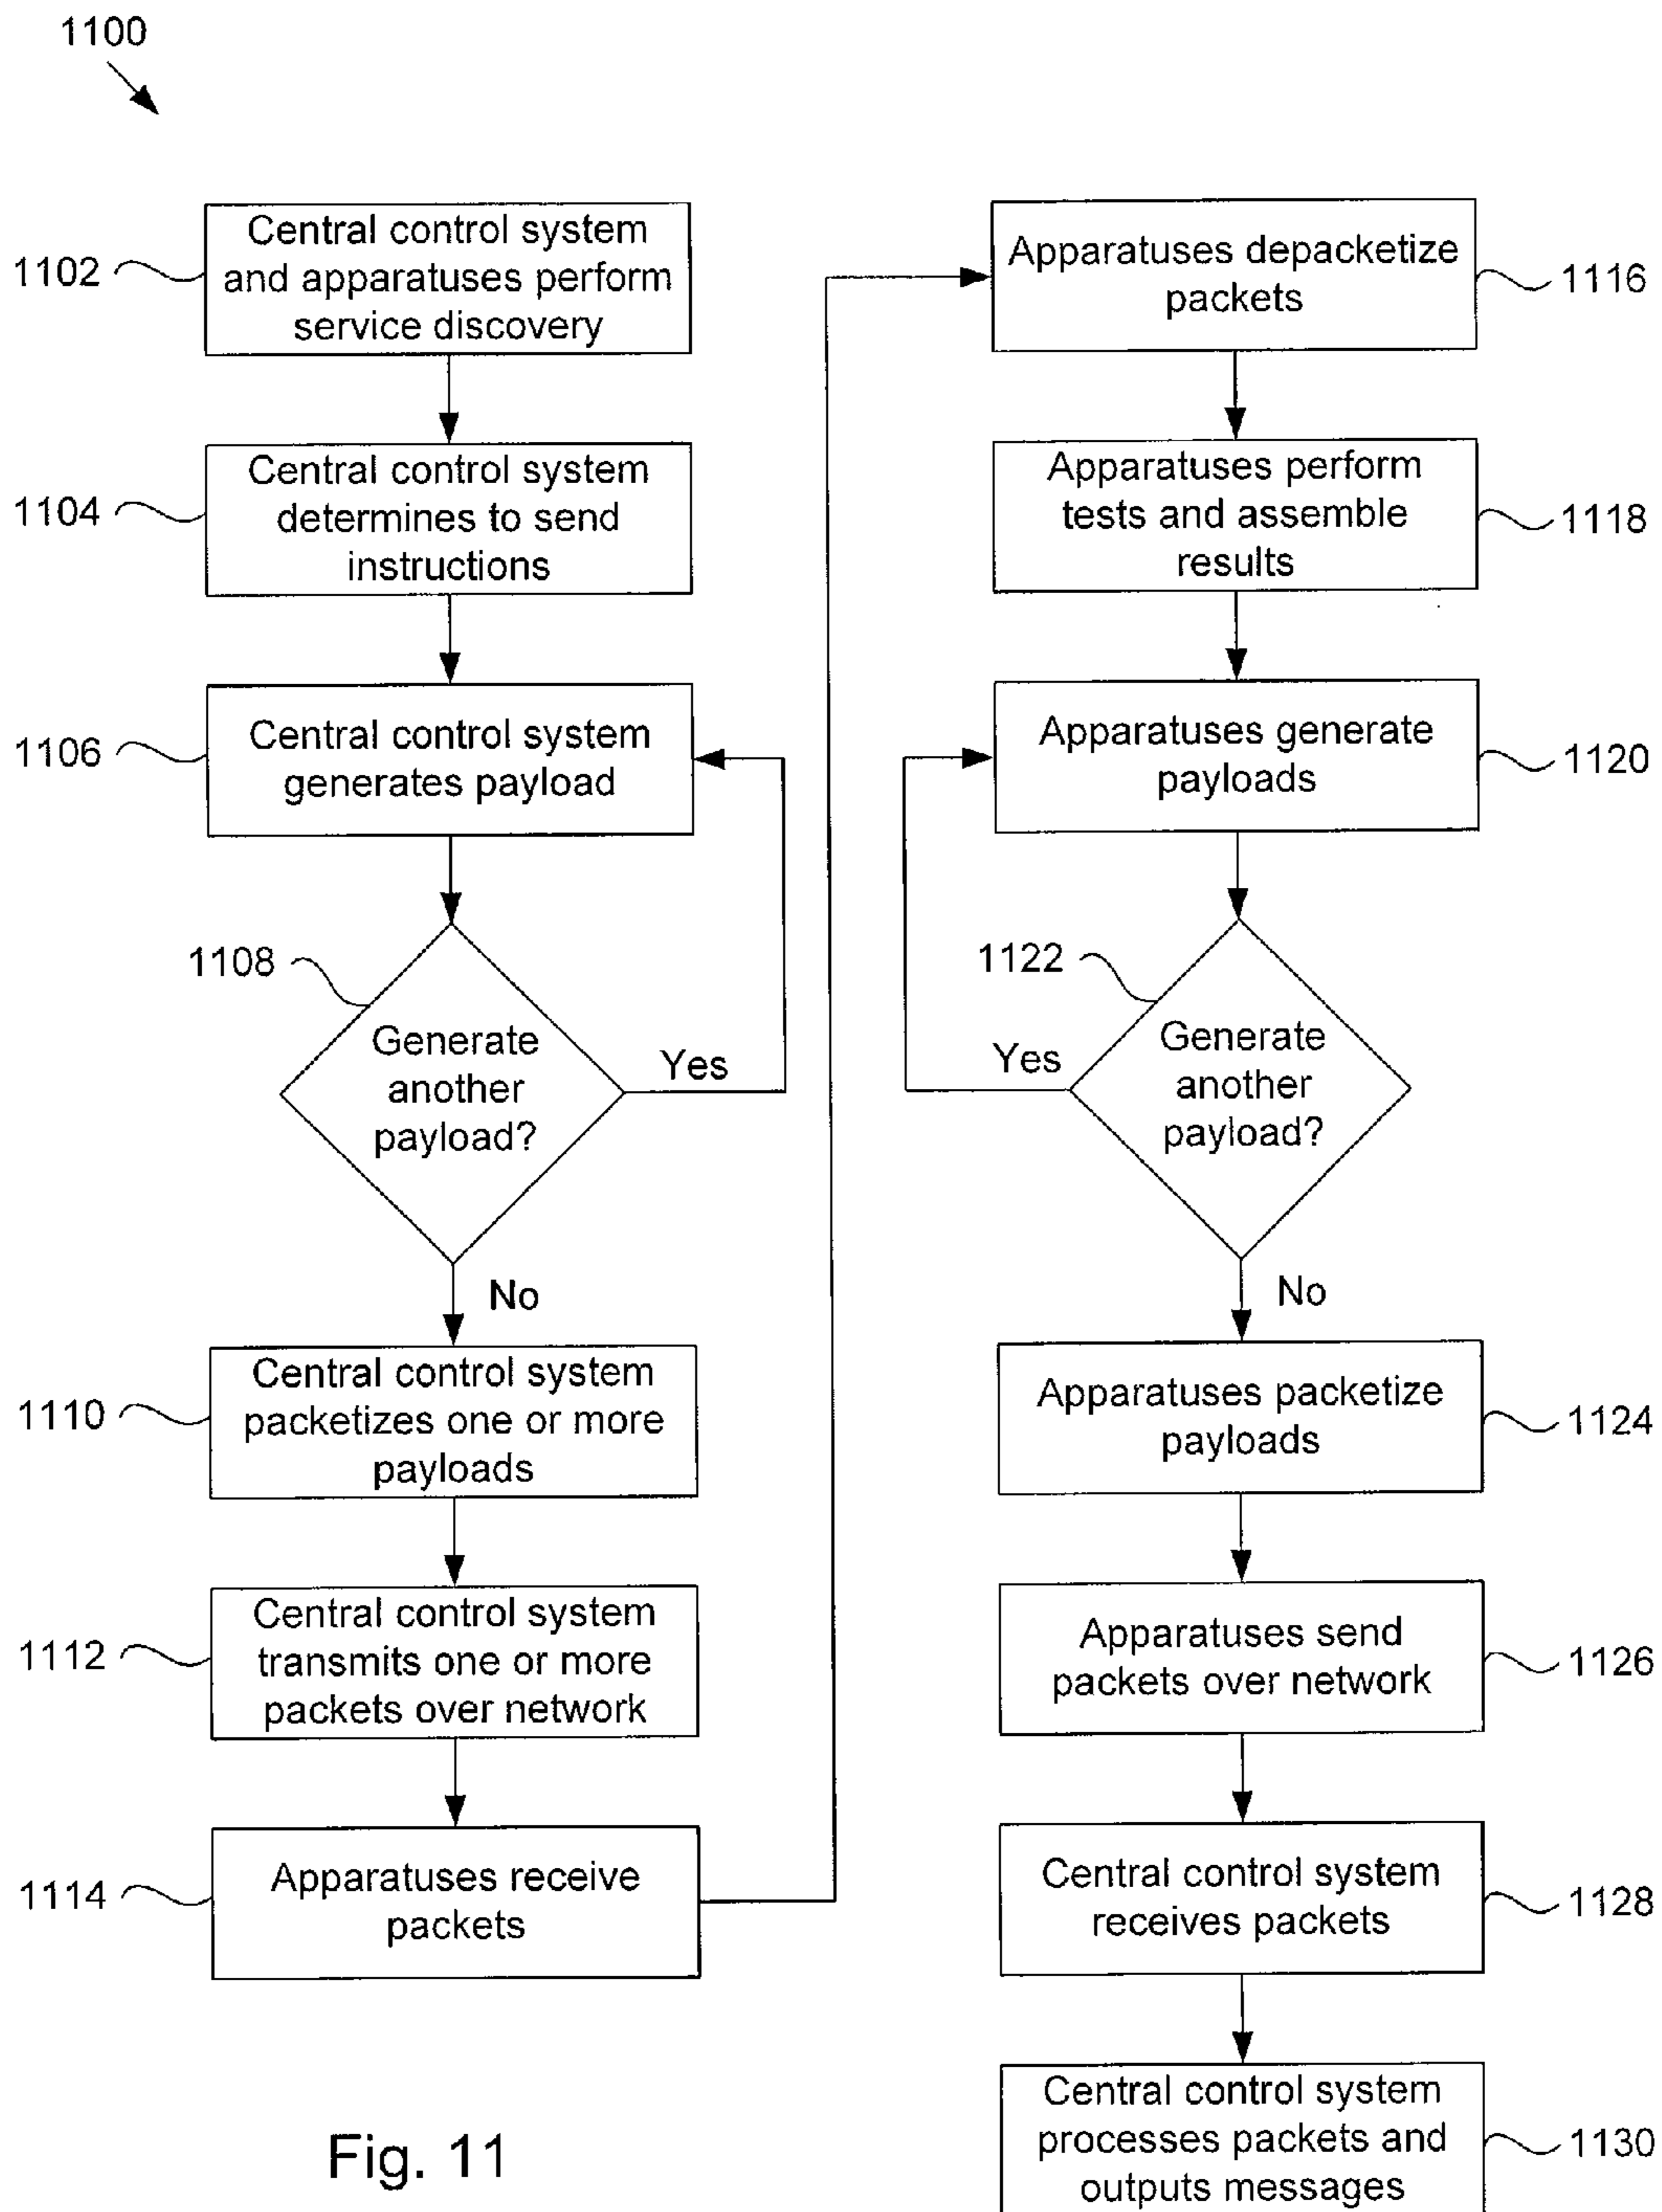 1100
1102
Central control system
and apparatuses perform
service discovery
1104
Central control system
determines to send
instructions
1106
Central control system
generates payload
1108
Generate
another
payload?
Yes
No
1110
Central control system
packetizes one or more
payloads
1112
Central control system
transmits one or more
packets over network
1114
Apparatuses receive
packets
Apparatuses depacketize
packets
1116
Apparatuses perform
tests and assemble
results
1118
Apparatuses generate
payloads
1120
1122
Generate
another
payload?
Yes
No
Apparatuses packetize
payloads
1124
Apparatuses send
packets over network
1126
Central control system
receives packets
1128
Central control system
processes packets and
outputs messages
1130
Fig. 11